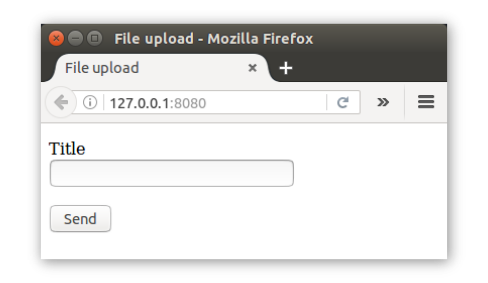 File upload - Mozilla Firefox
File upload
127.0.0.1:8080
Title
Send